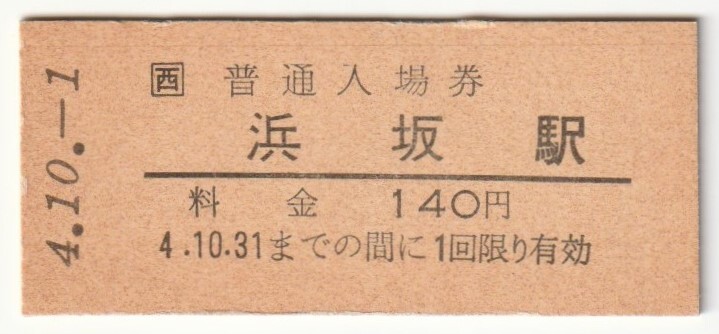 4.10.-1
西 普通入場券
浜坂駅
料金 140円
4.10.31までの間に1回限り有効